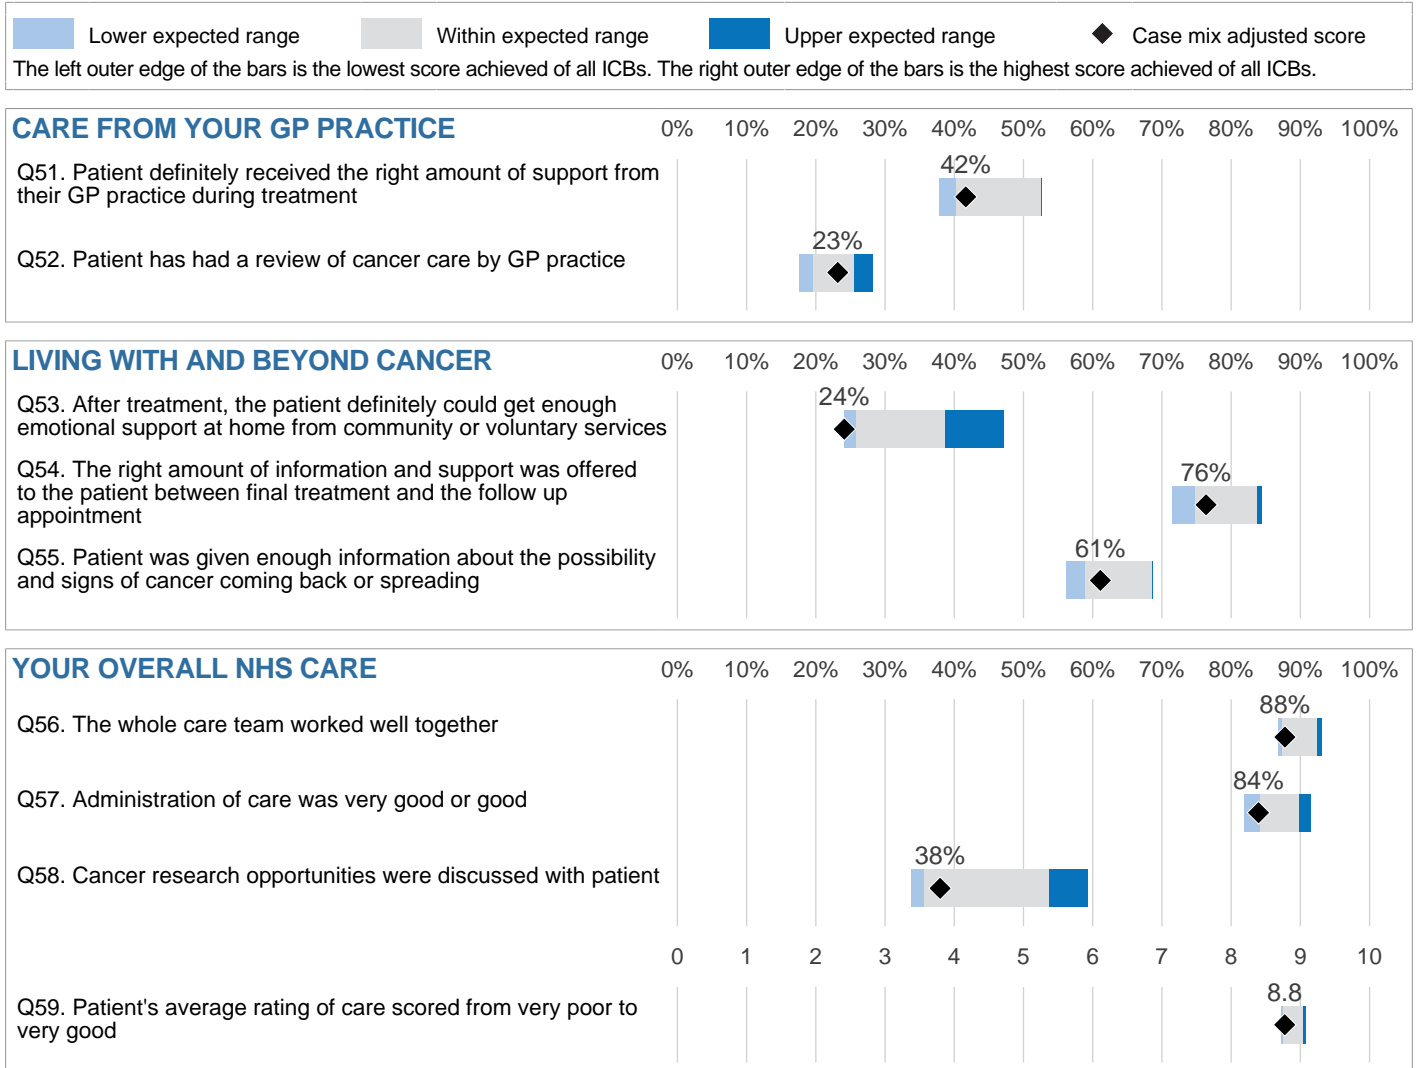 Lower expected range Within expected range Upper expected range Case mix adjusted score
The left outer edge of the bars is the lowest score achieved of all ICBs. The right outer edge of the bars is the highest score achieved of all ICBs.
CARE FROM YOUR GP PRACTICE 0% 10% 20% 30% 40% 50% 60% 70% 80% 90% 100%
42%
Q51. Patient definitely received the right amount of support from
their GP practice during treatment
23%
Q52. Patient has had a review of cancer care by GP practice
LIVING WITH AND BEYOND CANCER 0% 10% 20% 30% 40% 50% 60% 70% 80% 90% 100%
24%
Q53. After treatment, the patient definitely could get enough
emotional support at home from community or voluntary services
76%
Q54. The right amount of information and support was offered
to the patient between final treatment and the follow up
appointment
61%
Q55. Patient was given enough information about the possibility
and signs of cancer coming back or spreading
YOUR OVERALL NHS CARE 0% 10% 20% 30% 40% 50% 60% 70% 80% 90% 100%
88%
Q56. The whole care team worked well together
84%
Q57. Administration of care was very good or good
38%
Q58. Cancer research opportunities were discussed with patient
0 1 2 3 4 5 6 7 8 9 10
8.8
Q59. Patient's average rating of care scored from very poor to
very good